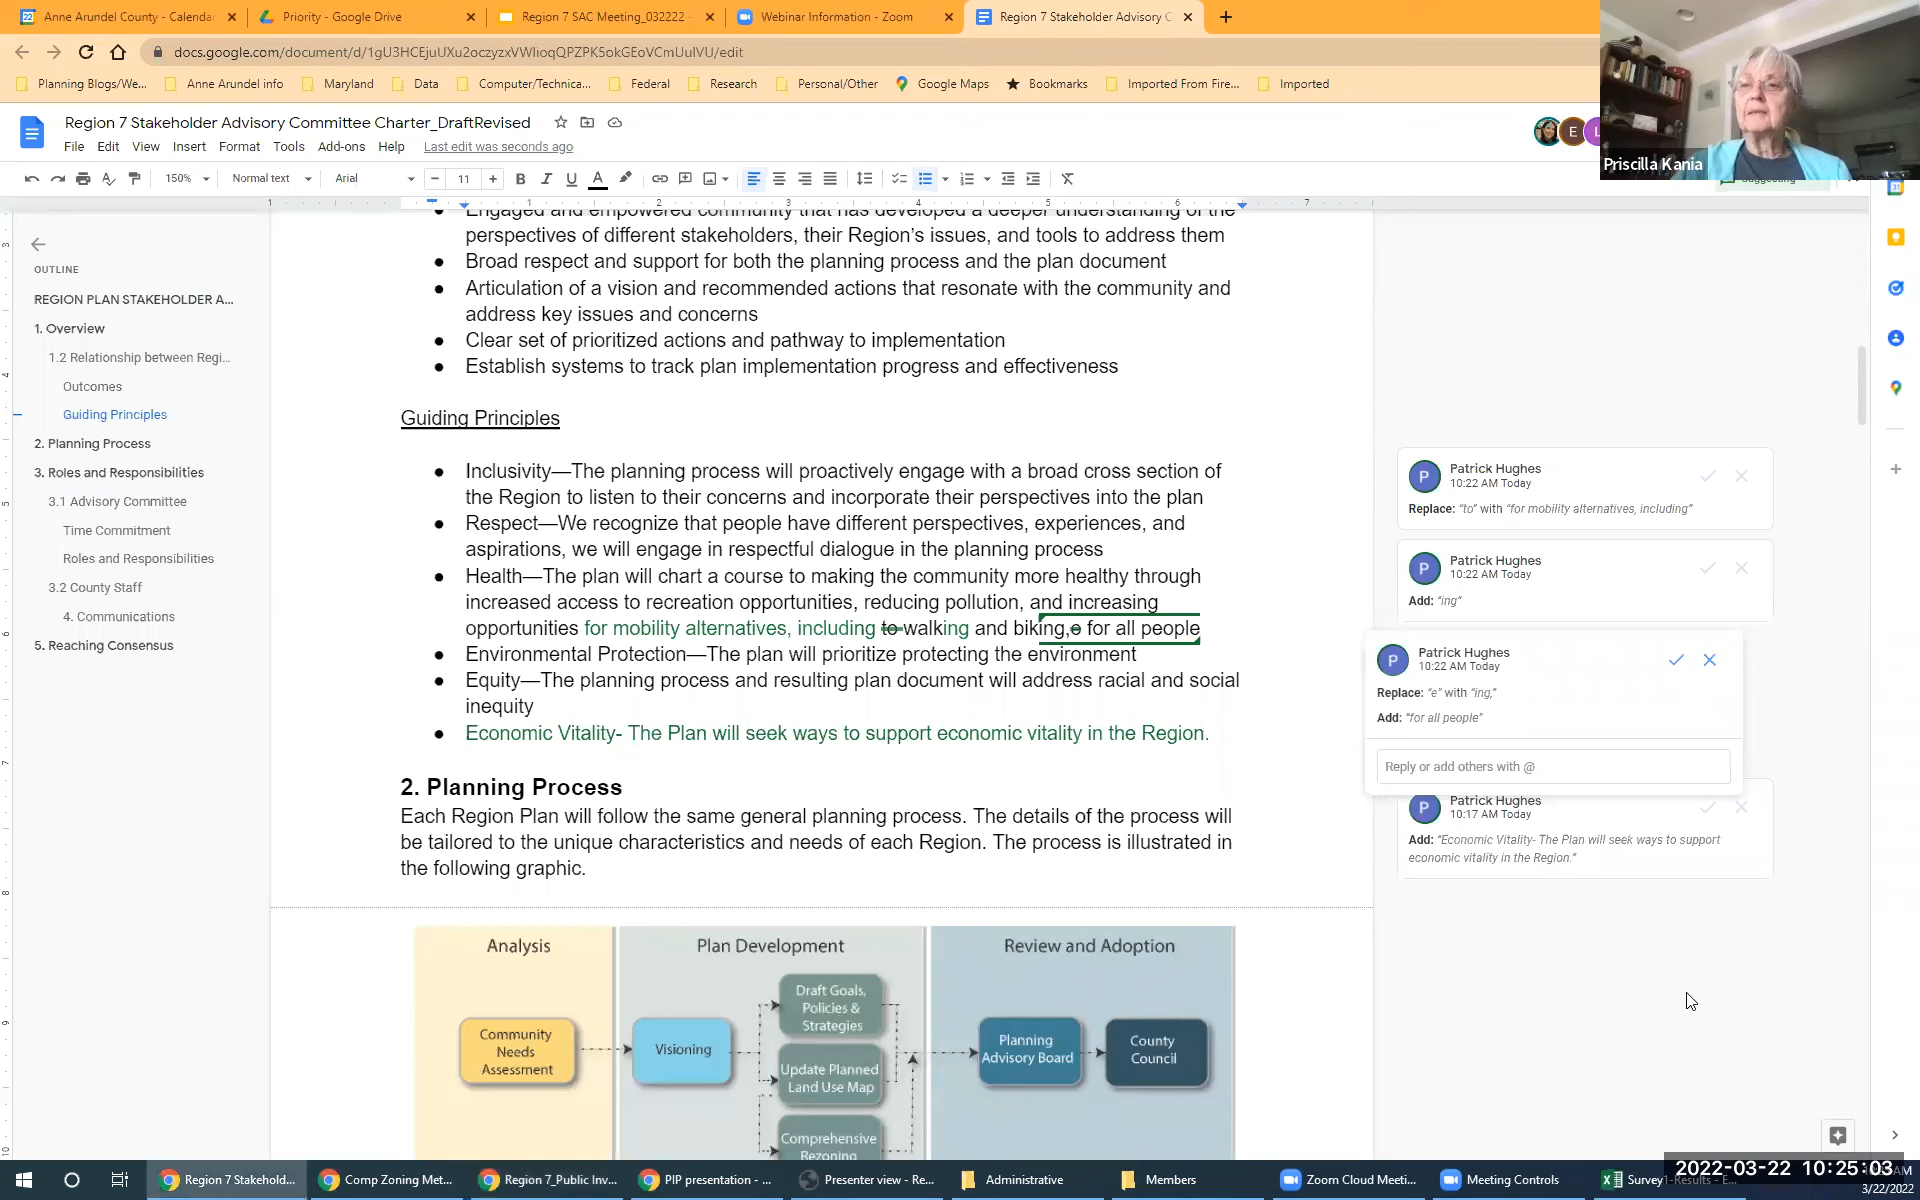 Anne Arundel County - Calenda
Priority - Google Drive
Region 7 SAC Meeting_032222 -
Webinar Information - Zoom
Region 7 Stakeholder Advisory C
docs.google.com/document/d/1gU3HCEjuUXu2oczyzxVWIioqQPZPK5okGEoVCmUuIVU/edit
Planning Blogs/We...
Anne Arundel info
Maryland
Data
Computer/Technica...
Federal
Research
Personal/Other
Google Maps
Bookmarks
Imported From Fire...
Imported
Priscilla Kania
Region 7 Stakeholder Advisory Committee Charter_DraftRevised
File Edit View Insert Format Tools Add-ons Help Last edit was seconds ago
150% Normal text Arial 11
OUTLINE
REGION PLAN STAKEHOLDER A...
1. Overview
1.2 Relationship between Regi...
Outcomes
Guiding Principles
2. Planning Process
3. Roles and Responsibilities
3.1 Advisory Committee
Time Commitment
Roles and Responsibilities
3.2 County Staff
4. Communications
5. Reaching Consensus
Engaged and empowered community that has developed a deeper understanding of the
perspectives of different stakeholders, their Region's issues, and tools to address them
Broad respect and support for both the planning process and the plan document
Articulation of a vision and recommended actions that resonate with the community and
address key issues and concerns
Clear set of prioritized actions and pathway to implementation
Establish systems to track plan implementation progress and effectiveness
Guiding Principles
Inclusivity—The planning process will proactively engage with a broad cross section of
the Region to listen to their concerns and incorporate their perspectives into the plan
Respect—We recognize that people have different perspectives, experiences, and
aspirations, we will engage in respectful dialogue in the planning process
Health—The plan will chart a course to making the community more healthy through
increased access to recreation opportunities, reducing pollution, and increasing
opportunities for mobility alternatives, including to walking and biking,e for all people
Environmental Protection—The plan will prioritize protecting the environment
Equity—The planning process and resulting plan document will address racial and social
inequity
Economic Vitality- The Plan will seek ways to support economic vitality in the Region.
2. Planning Process
Each Region Plan will follow the same general planning process. The details of the process will
be tailored to the unique characteristics and needs of each Region. The process is illustrated in
the following graphic.
Analysis
Community
Needs
Assessment
Plan Development
Visioning
Draft Goals,
Policies &
Strategies
Update Planned
Land Use Map
Comprehensive
Rezoning
Review and Adoption
Planning
Advisory Board
County
Council
Patrick Hughes
10:22 AM Today
Replace: "to" with "for mobility alternatives, including"
Patrick Hughes
10:22 AM Today
Add: "ing"
Patrick Hughes
10:22 AM Today
Replace: "e" with "ing,"
Add: "for all people"
Reply or add others with @
Patrick Hughes
10:17 AM Today
Add: "Economic Vitality- The Plan will seek ways to support
economic vitality in the Region."
Region 7 Stakehold...
Comp Zoning Met...
Region 7_Public Inv...
PIP presentation - ...
Presenter view - Re...
Administrative
Members
Zoom Cloud Meeti...
Meeting Controls
Survey1-Results - E...
2022-03-22 10:25:03
3/22/2022